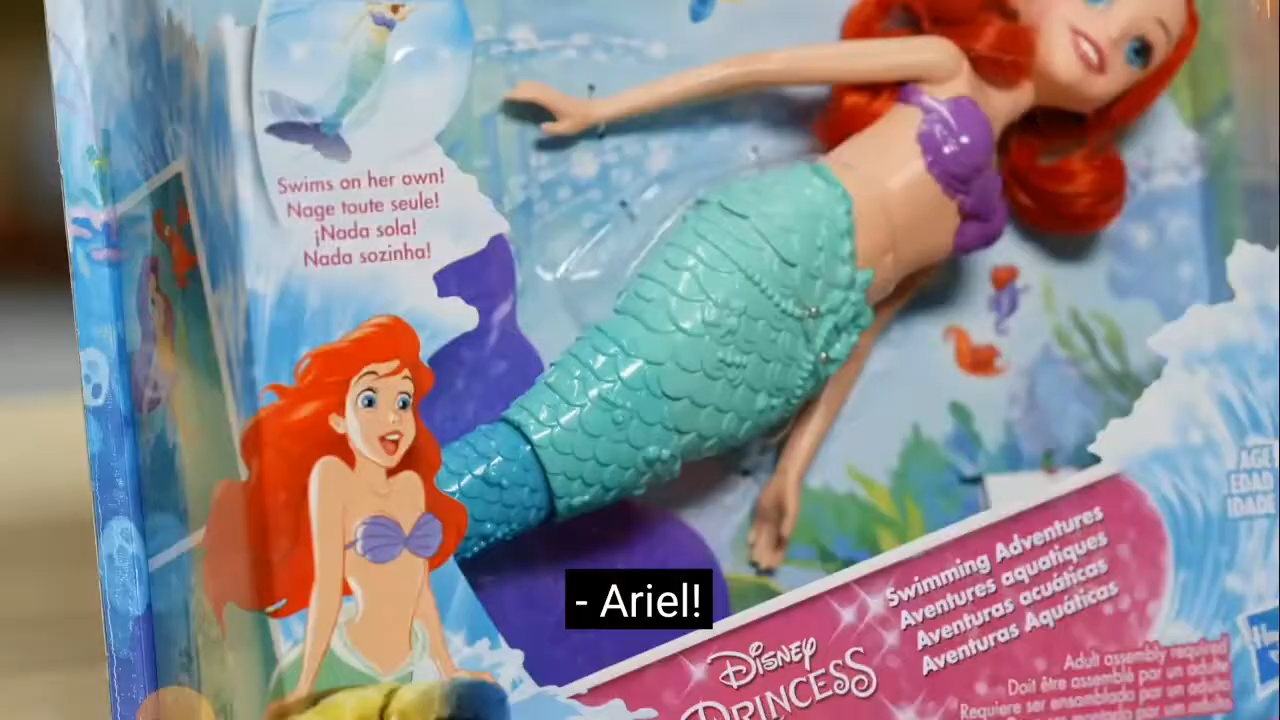 Swims on her own!
Nage toute seule!
¡Nada sola!
Nada sozinha!
AGE
EDAD
IDADE
Swimming Adventures
Aventures aquatiques
Aventuras acuáticas
Aventuras Aquáticas
- Ariel!
Disney
PRINCESS
Adult assembly required
Doit être assemblé par un adulte
Requiere ser ensamblado por un adulto